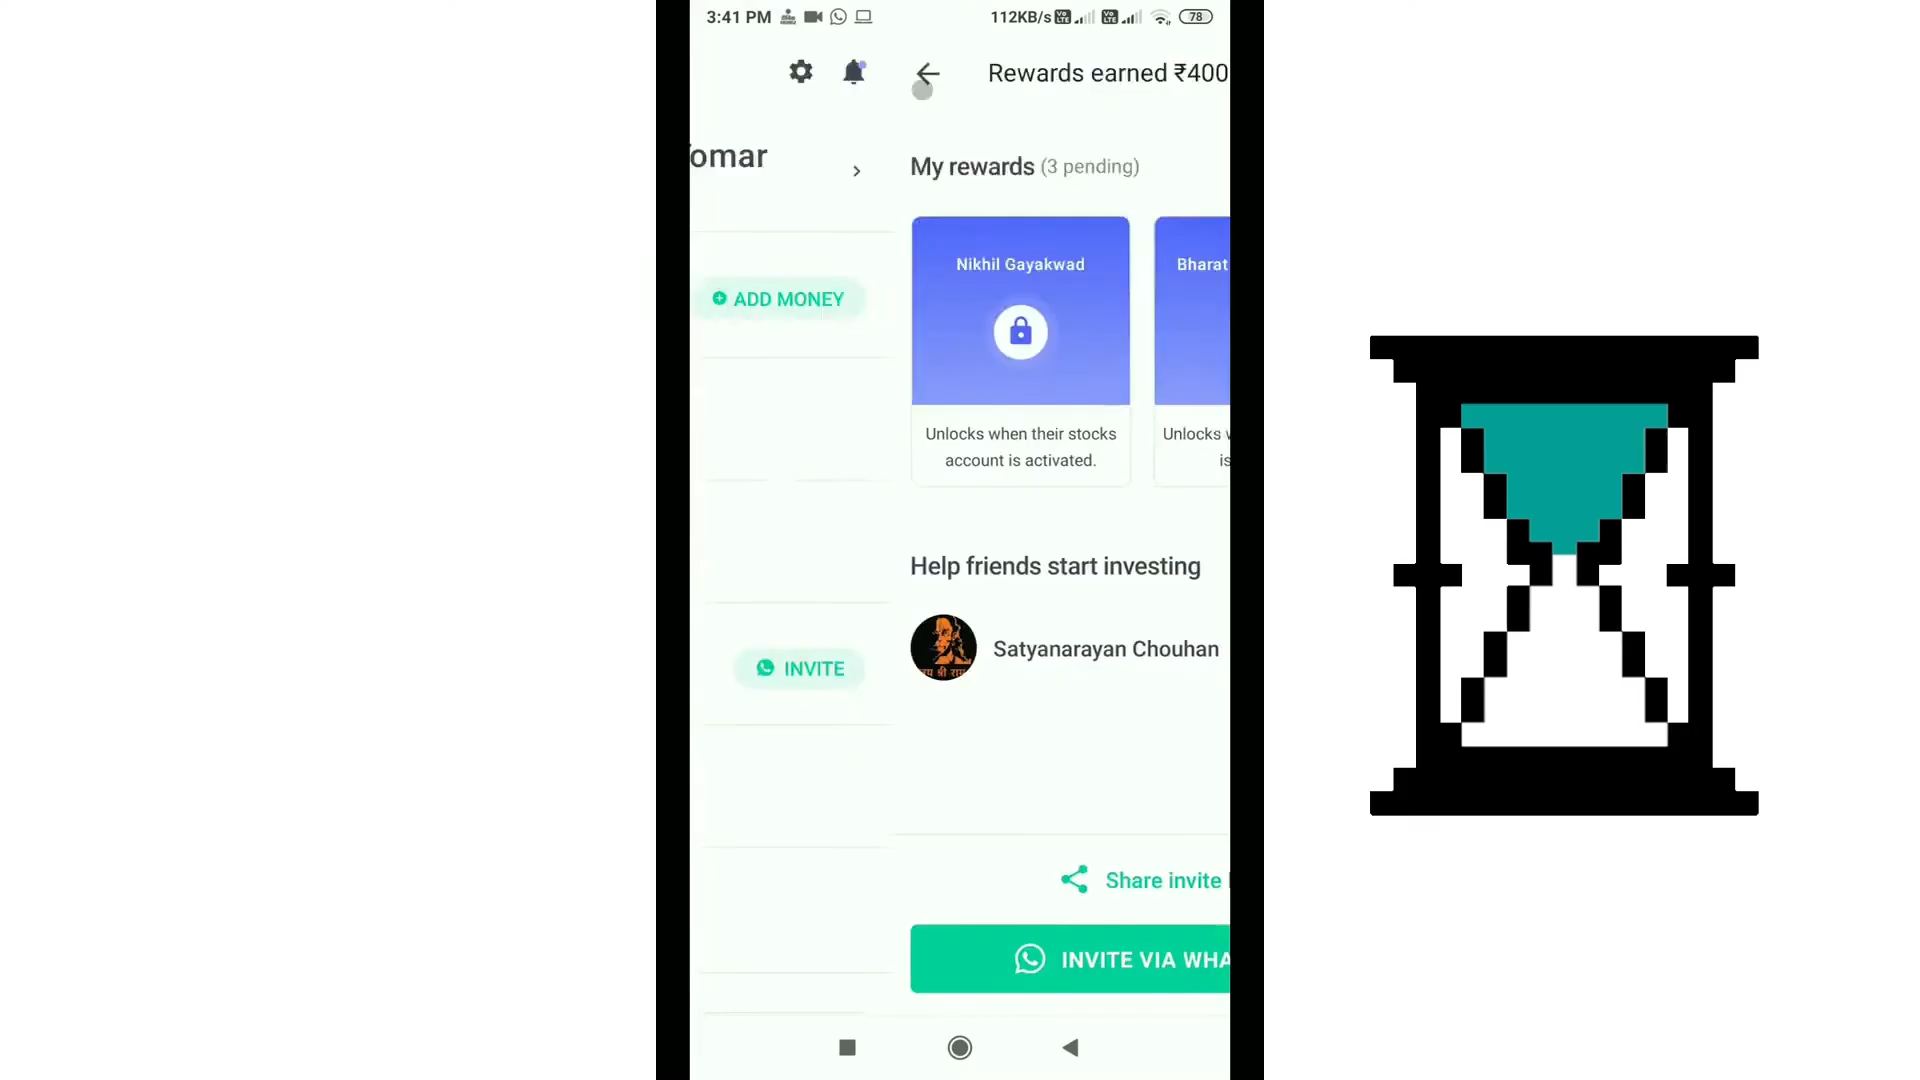 3:41 PM
112KB/s
78
Rewards earned ₹400
omar
My rewards (3 pending)
Nikhil Gayakwad
Bharat
ADD MONEY
Unlocks when their stocks
account is activated.
Unlocks
is
Help friends start investing
Satyanarayan Chouhan
INVITE
Share invite
INVITE VIA WHA